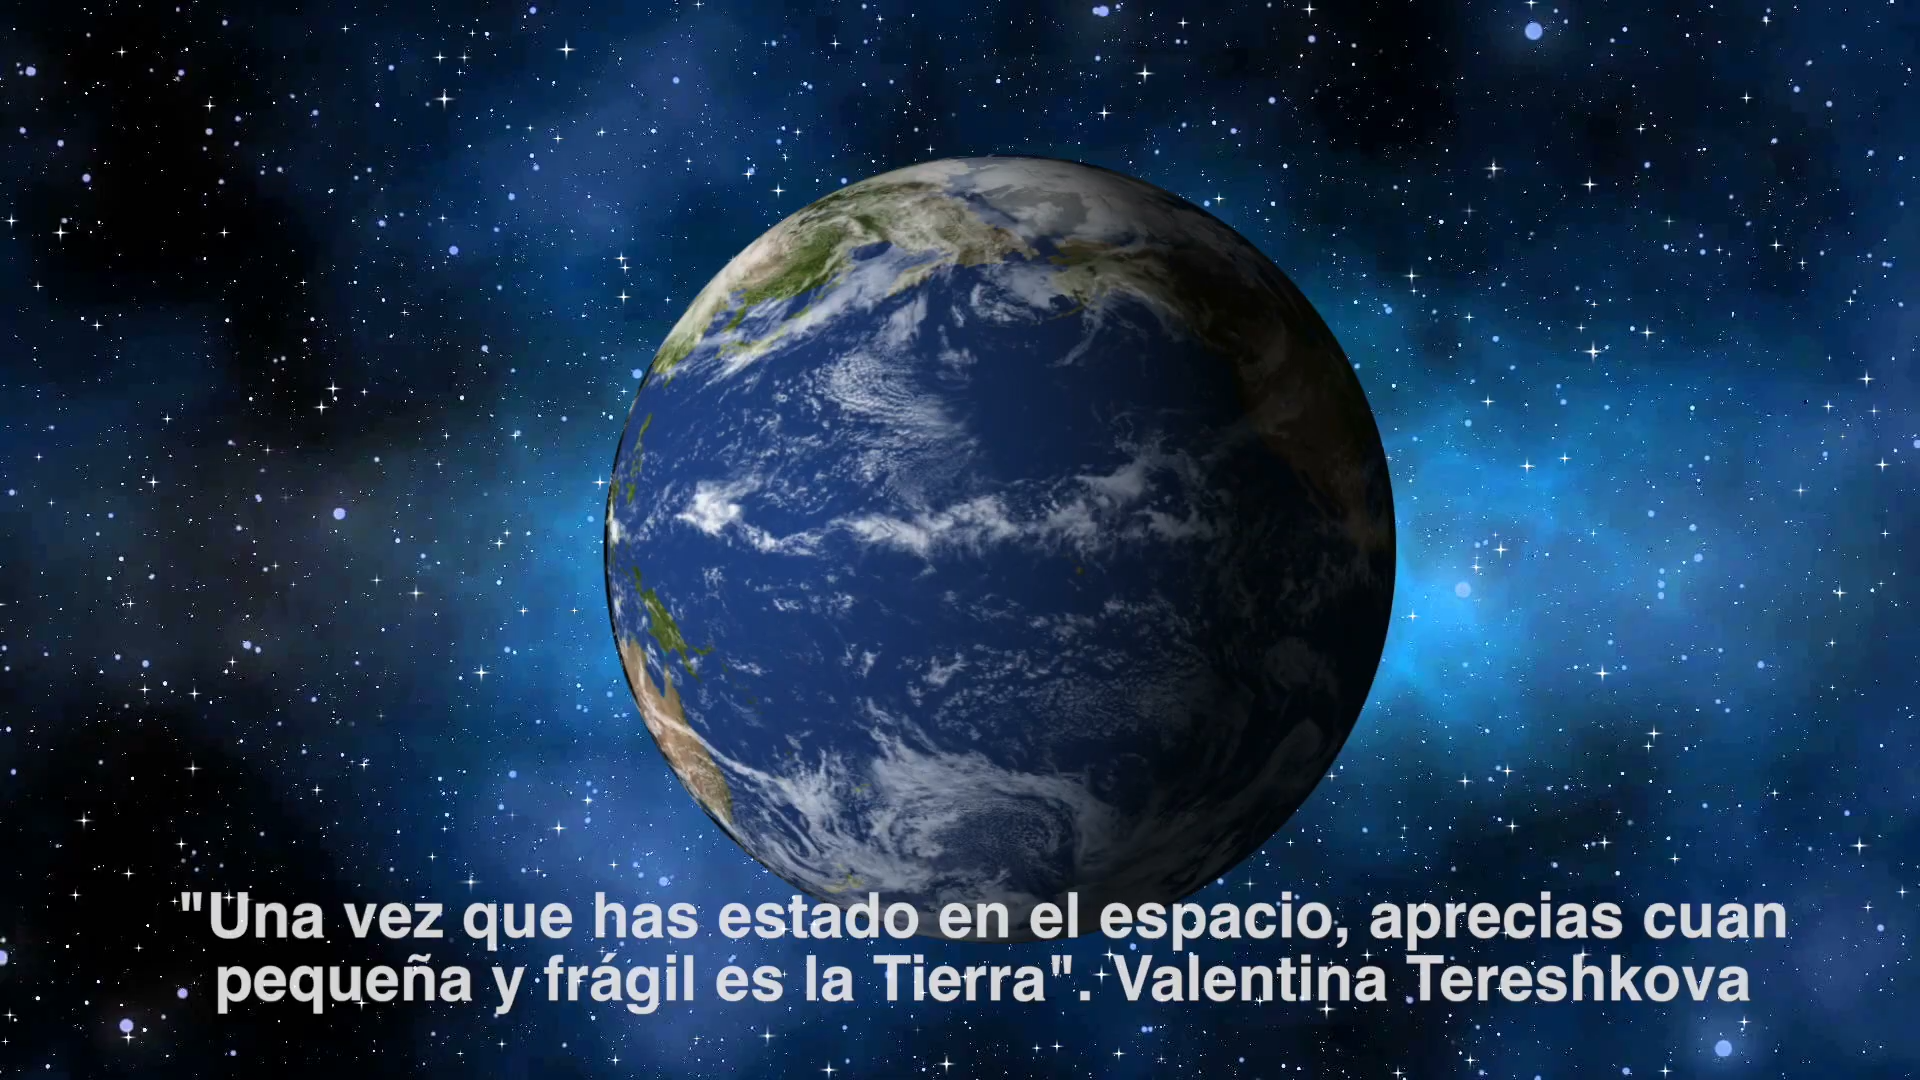 "Una vez que has estado en el espacio, aprecias cuan
pequeña y frágil es la Tierra". Valentina Tereshkova